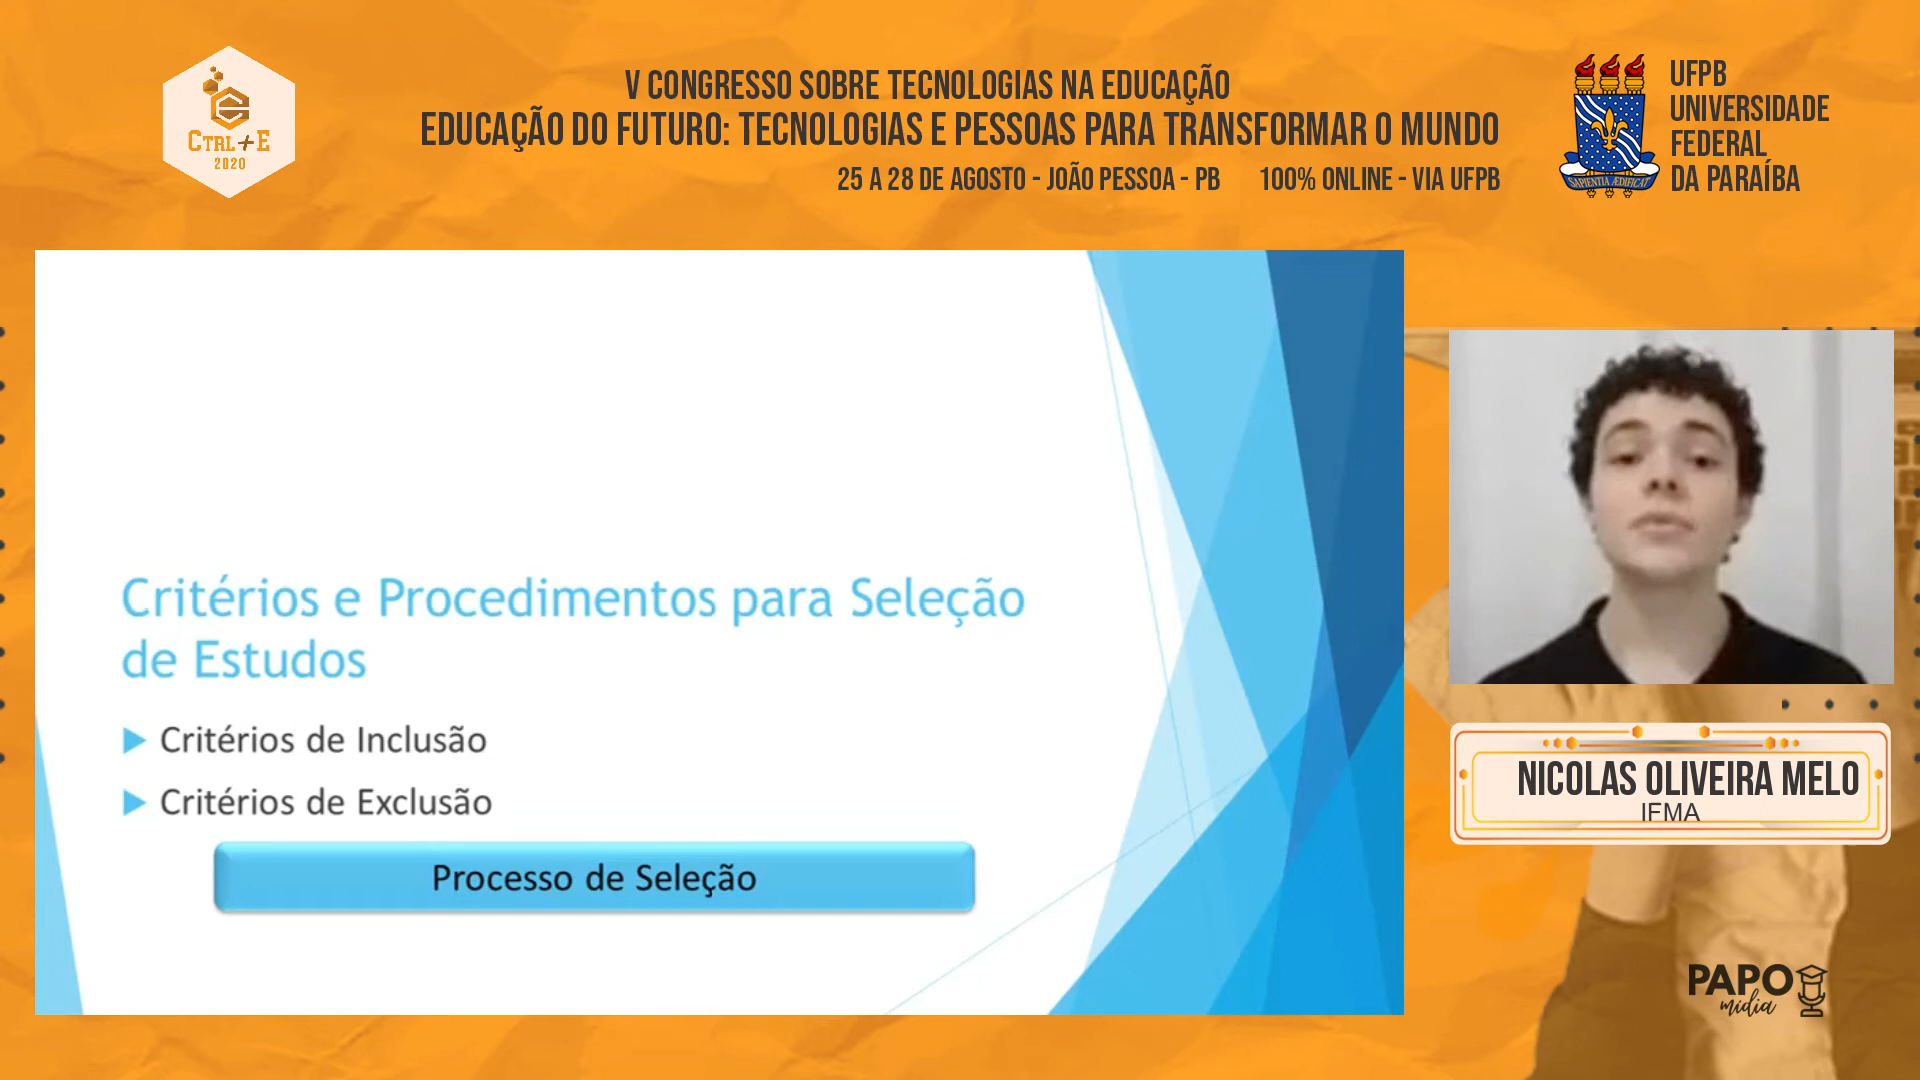 CTRL+E
2020
V CONGRESSO SOBRE TECNOLOGIAS NA EDUCAÇÃO
EDUCAÇÃO DO FUTURO: TECNOLOGIAS E PESSOAS PARA TRANSFORMAR O MUNDO
25 A 28 DE AGOSTO - JOÃO PESSOA - PB 100% ONLINE - VIA UFPB
SAPIENTIA ÆDIFICAT
UFPB
UNIVERSIDADE
FEDERAL
DA PARAÍBA
Critérios e Procedimentos para Seleção
de Estudos
Critérios de Inclusão
Critérios de Exclusão
Processo de Seleção
NICOLAS OLIVEIRA MELO
IFMA
PAPO
mídia